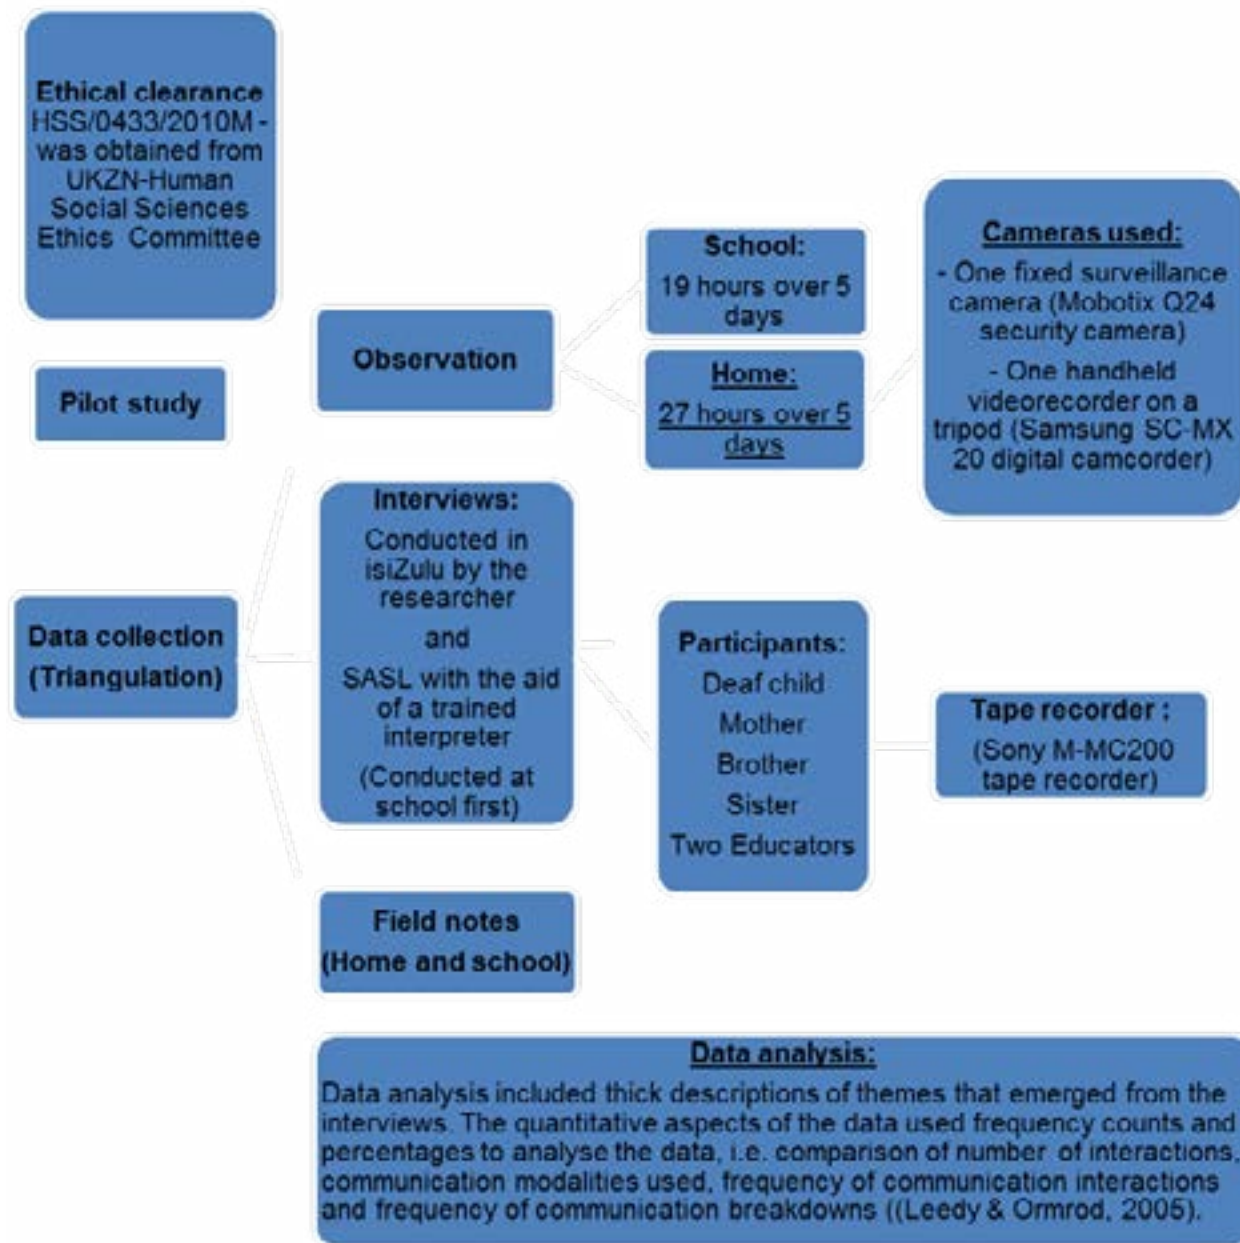 Ethical clearance
HSS/0433/2010M -
was obtained from
UKZN-Human
Social Sciences
Ethics Committee
Pilot study
Data collection
(Triangulation)
Observation
School:
19 hours over 5
days
Home:
27 hours over 5
days
Cameras used:
- One fixed surveillance
camera (Mobotix Q24
security camera)
- One handheld
videorecorder on a
tripod (Samsung SC-MX
20 digital camcorder)
Interviews:
Conducted in
isiZulu by the
researcher
and
SASL with the aid
of a trained
interpreter
(Conducted at
school first)
Participants:
Deaf child
Mother
Brother
Sister
Two Educators
Tape recorder :
(Sony M-MC200
tape recorder)
Field notes
(Home and school)
Data analysis:
Data analysis included thick descriptions of themes that emerged from the
interviews. The quantitative aspects of the data used frequency counts and
percentages to analyse the data, i.e. comparison of number of interactions,
communication modalities used, frequency of communication interactions
and frequency of communication breakdowns ((Leedy & Ormrod, 2005).